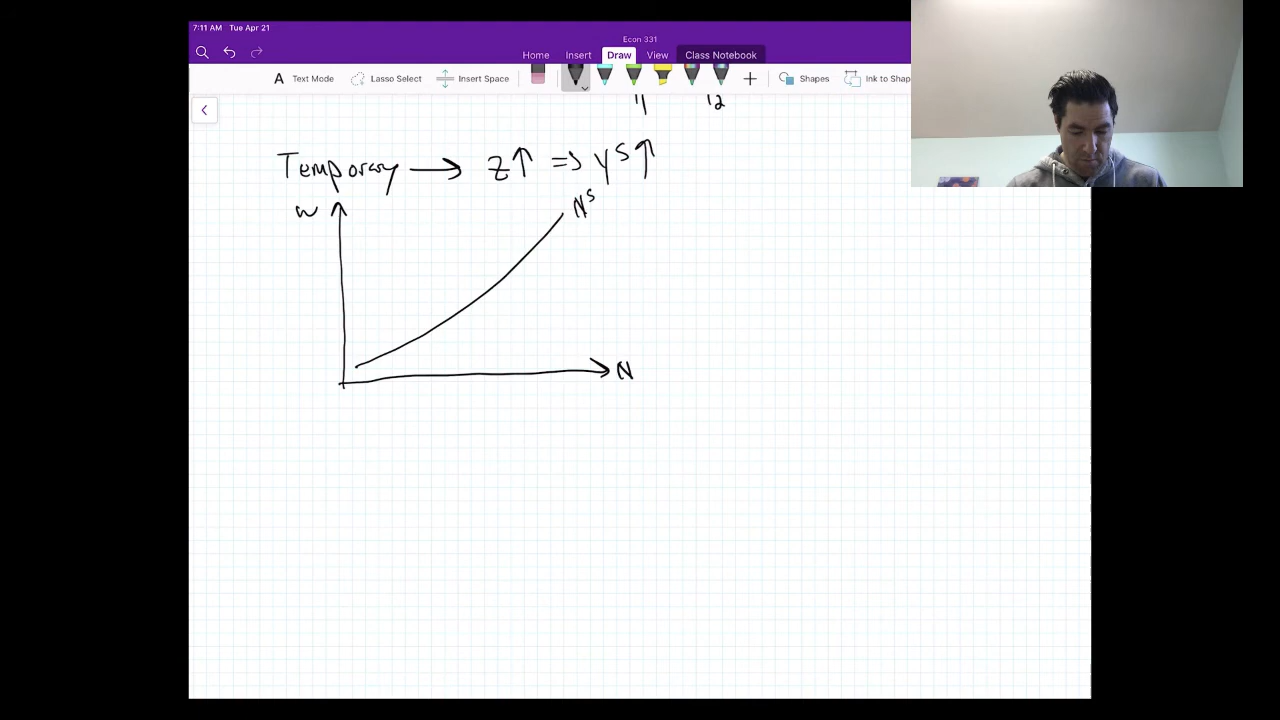 7:11 AM Tue Apr 21
Econ 331
Home Insert Draw View Class Notebook
A Text Mode Lasso Select Insert Space Shapes Ink to Shap
Temporary → z↑ => Y^S↑
w
N^S
N